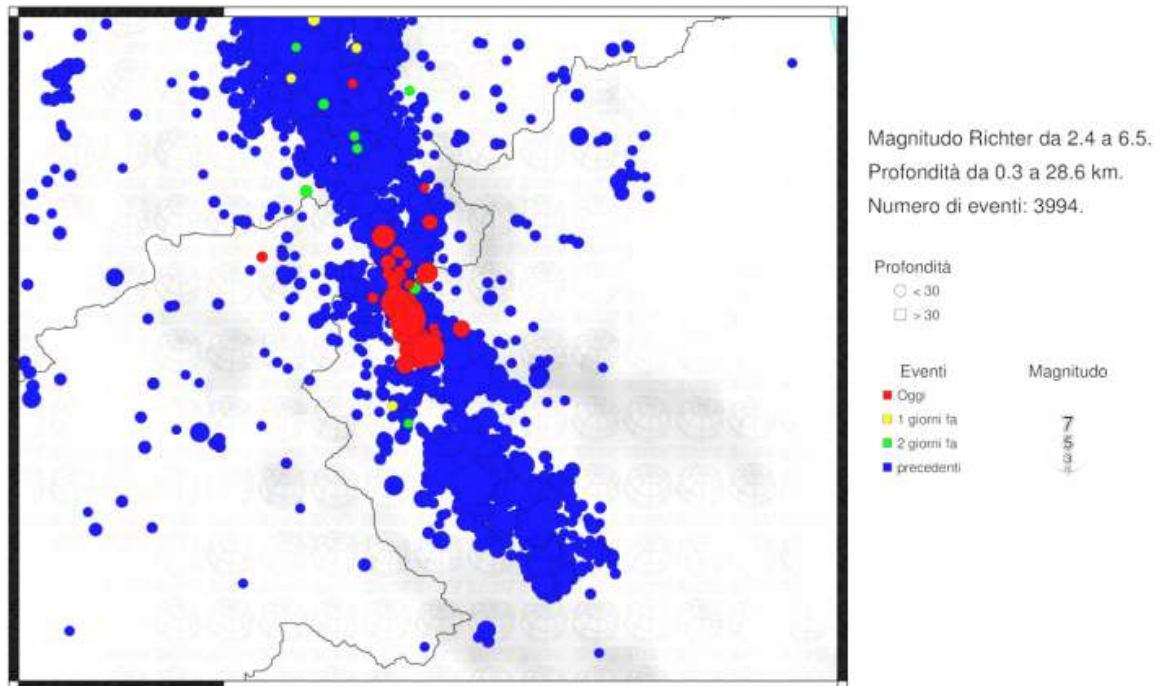 Magnitudo Richter da 2.4 a 6.5.
Profondità da 0.3 a 28.6 km.
Numero di eventi: 3994.
Profondità
< 30
> 30
Eventi
Magnitudo
Oggi
1 giorni fa
2 giorni fa
precedenti
7
5
3